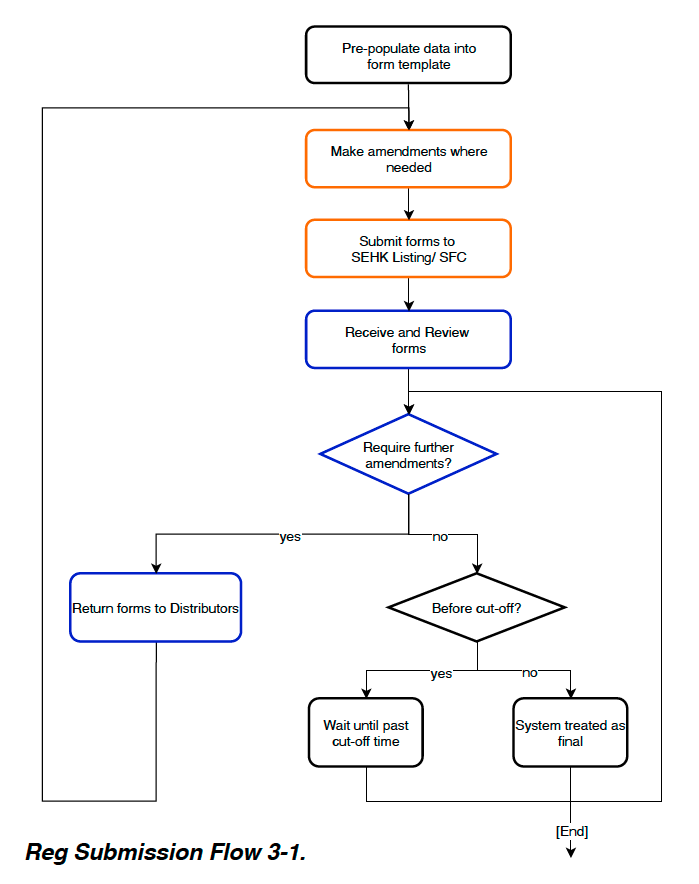 Pre-populate data into
form template
Make amendments where
needed
Submit forms to
SEHK Listing/ SFC
Receive and Review
forms
Require further
amendments?
yes
no
Return forms to Distributors
Before cut-off?
yes
no
Wait until past
cut-off time
System treated as
final
[End]
Reg Submission Flow 3-1.